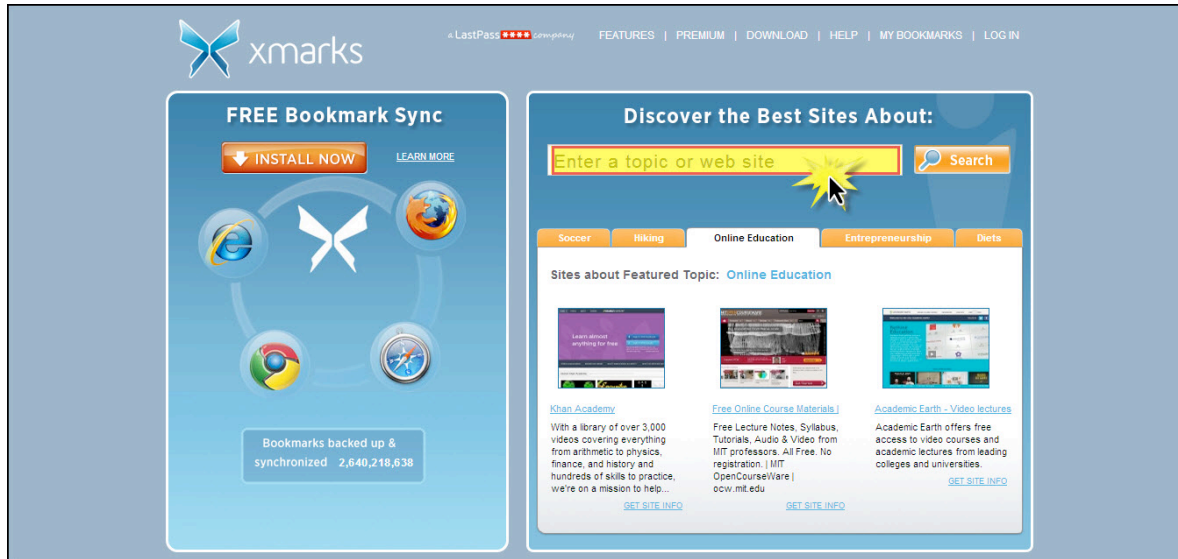 xmarks
a LastPass **** company
FEATURES | PREMIUM | DOWNLOAD | HELP | MY BOOKMARKS | LOG IN
FREE Bookmark Sync
INSTALL NOW
LEARN MORE
Bookmarks backed up &
synchronized 2,640,218,638
Discover the Best Sites About:
Enter a topic or web site
Search
Soccer
Hiking
Online Education
Entrepreneurship
Diets
Sites about Featured Topic: Online Education
Learn almost
anything for free
Khan Academy
With a library of over 3,000
videos covering everything
from arithmetic to physics,
finance, and history and
hundreds of skills to practice,
we're on a mission to help...
GET SITE INFO
Free Online Course Materials |
Free Lecture Notes, Syllabus,
Tutorials, Audio & Video from
MIT professors. All Free. No
registration. | MIT
OpenCourseWare |
ocw.mit.edu
GET SITE INFO
Academic Earth - Video lectures
Academic Earth offers free
access to video courses and
academic lectures from leading
colleges and universities.
GET SITE INFO